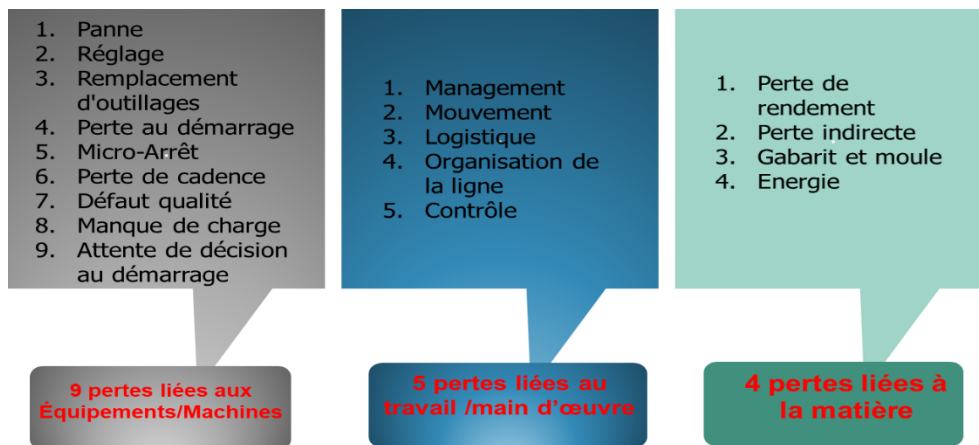 1. Panne
2. Réglage
3. Remplacement
d'outillages
4. Perte au démarrage
5. Micro-Arrêt
6. Perte de cadence
7. Défaut qualité
8. Manque de charge
9. Attente de décision
au démarrage
9 pertes liées aux
Équipements/Machines
1. Management
2. Mouvement
3. Logistique
4. Organisation de
la ligne
5. Contrôle
5 pertes liées au
travail /main d’œuvre
1. Perte de
rendement
2. Perte indirecte
3. Gabarit et moule
4. Energie
4 pertes liées à
la matière